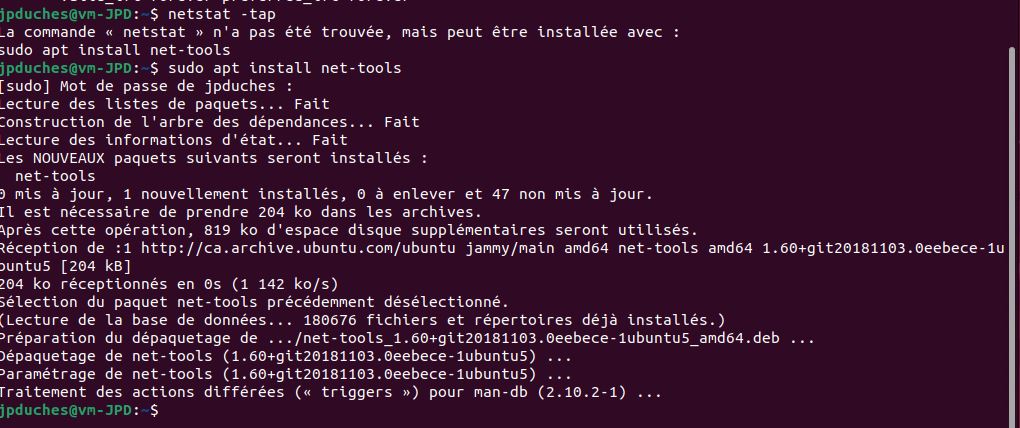 jpduches@vm-JPD:~$ netstat -tap
La commande « netstat » n'a pas été trouvée, mais peut être installée avec :
sudo apt install net-tools
jpduches@vm-JPD:~$ sudo apt install net-tools
[sudo] Mot de passe de jpduches :
Lecture des listes de paquets... Fait
Construction de l'arbre des dépendances... Fait
Lecture des informations d'état... Fait
Les NOUVEAUX paquets suivants seront installés :
  net-tools
0 mis à jour, 1 nouvellement installés, 0 à enlever et 47 non mis à jour.
Il est nécessaire de prendre 204 ko dans les archives.
Après cette opération, 819 ko d'espace disque supplémentaires seront utilisés.
Réception de :1 http://ca.archive.ubuntu.com/ubuntu jammy/main amd64 net-tools amd64 1.60+git20181103.0eebece-1u
buntu5 [204 kB]
204 ko réceptionnés en 0s (1 142 ko/s)
Sélection du paquet net-tools précédemment désélectionné.
(Lecture de la base de données... 180676 fichiers et répertoires déjà installés.)
Préparation du dépaquetage de .../net-tools_1.60+git20181103.0eebece-1ubuntu5_amd64.deb ...
Dépaquetage de net-tools (1.60+git20181103.0eebece-1ubuntu5) ...
Paramétrage de net-tools (1.60+git20181103.0eebece-1ubuntu5) ...
Traitement des actions différées (« triggers ») pour man-db (2.10.2-1) ...
jpduches@vm-JPD:~$